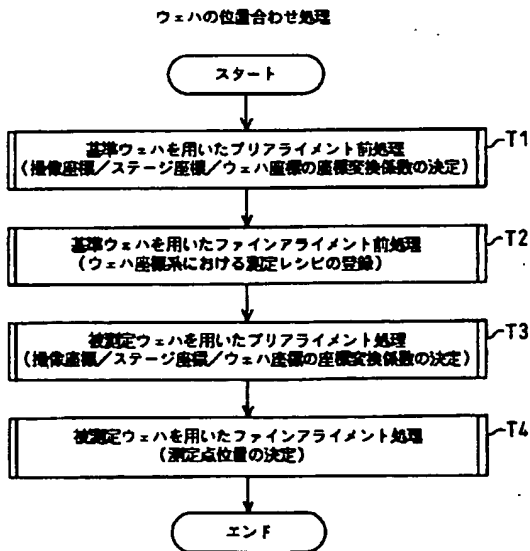 ウェハの位置合わせ処理
スタート
基準ウェハを用いたプリアライメント前処理
(撮像座標/ステージ座標/ウェハ座標の座標変換係数の決定)
T1
基準ウェハを用いたファインアライメント前処理
(ウェハ座標系における測定レシピの登録)
T2
被測定ウェハを用いたプリアライメント処理
(撮像座標/ステージ座標/ウェハ座標の座標変換係数の決定)
T3
被測定ウェハを用いたファインアライメント処理
(測定点位置の決定)
T4
エンド